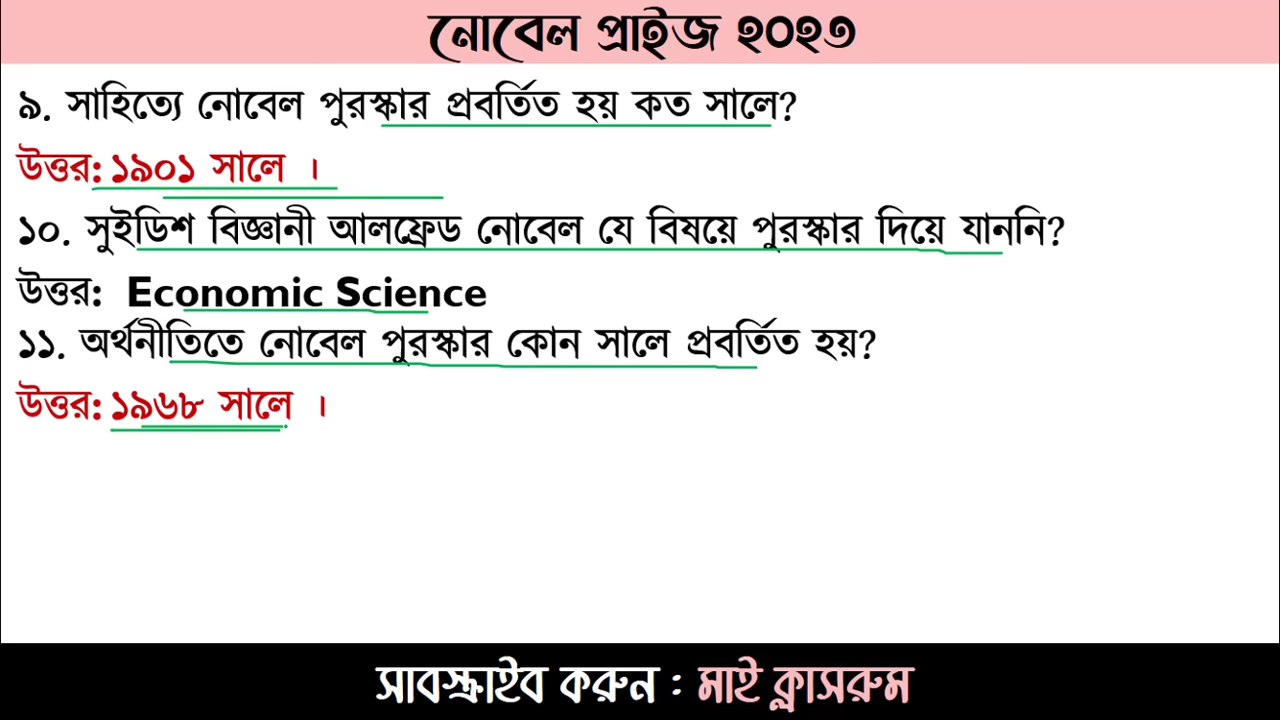 নোবেল প্রাইজ ২০২৩
৯. সাহিত্যে নোবেল পুরস্কার প্রবর্তিত হয় কত সালে?
উত্তর: ১৯০১ সালে ।
১০. সুইডিশ বিজ্ঞানী আলফ্রেড নোবেল যে বিষয়ে পুরস্কার দিয়ে যাননি?
উত্তর: Economic Science
১১. অর্থনীতিতে নোবেল পুরস্কার কোন সালে প্রবর্তিত হয়?
উত্তর: ১৯৬৮ সালে ।
সাবস্ক্রাইব করুন : মাই ক্লাসরুম